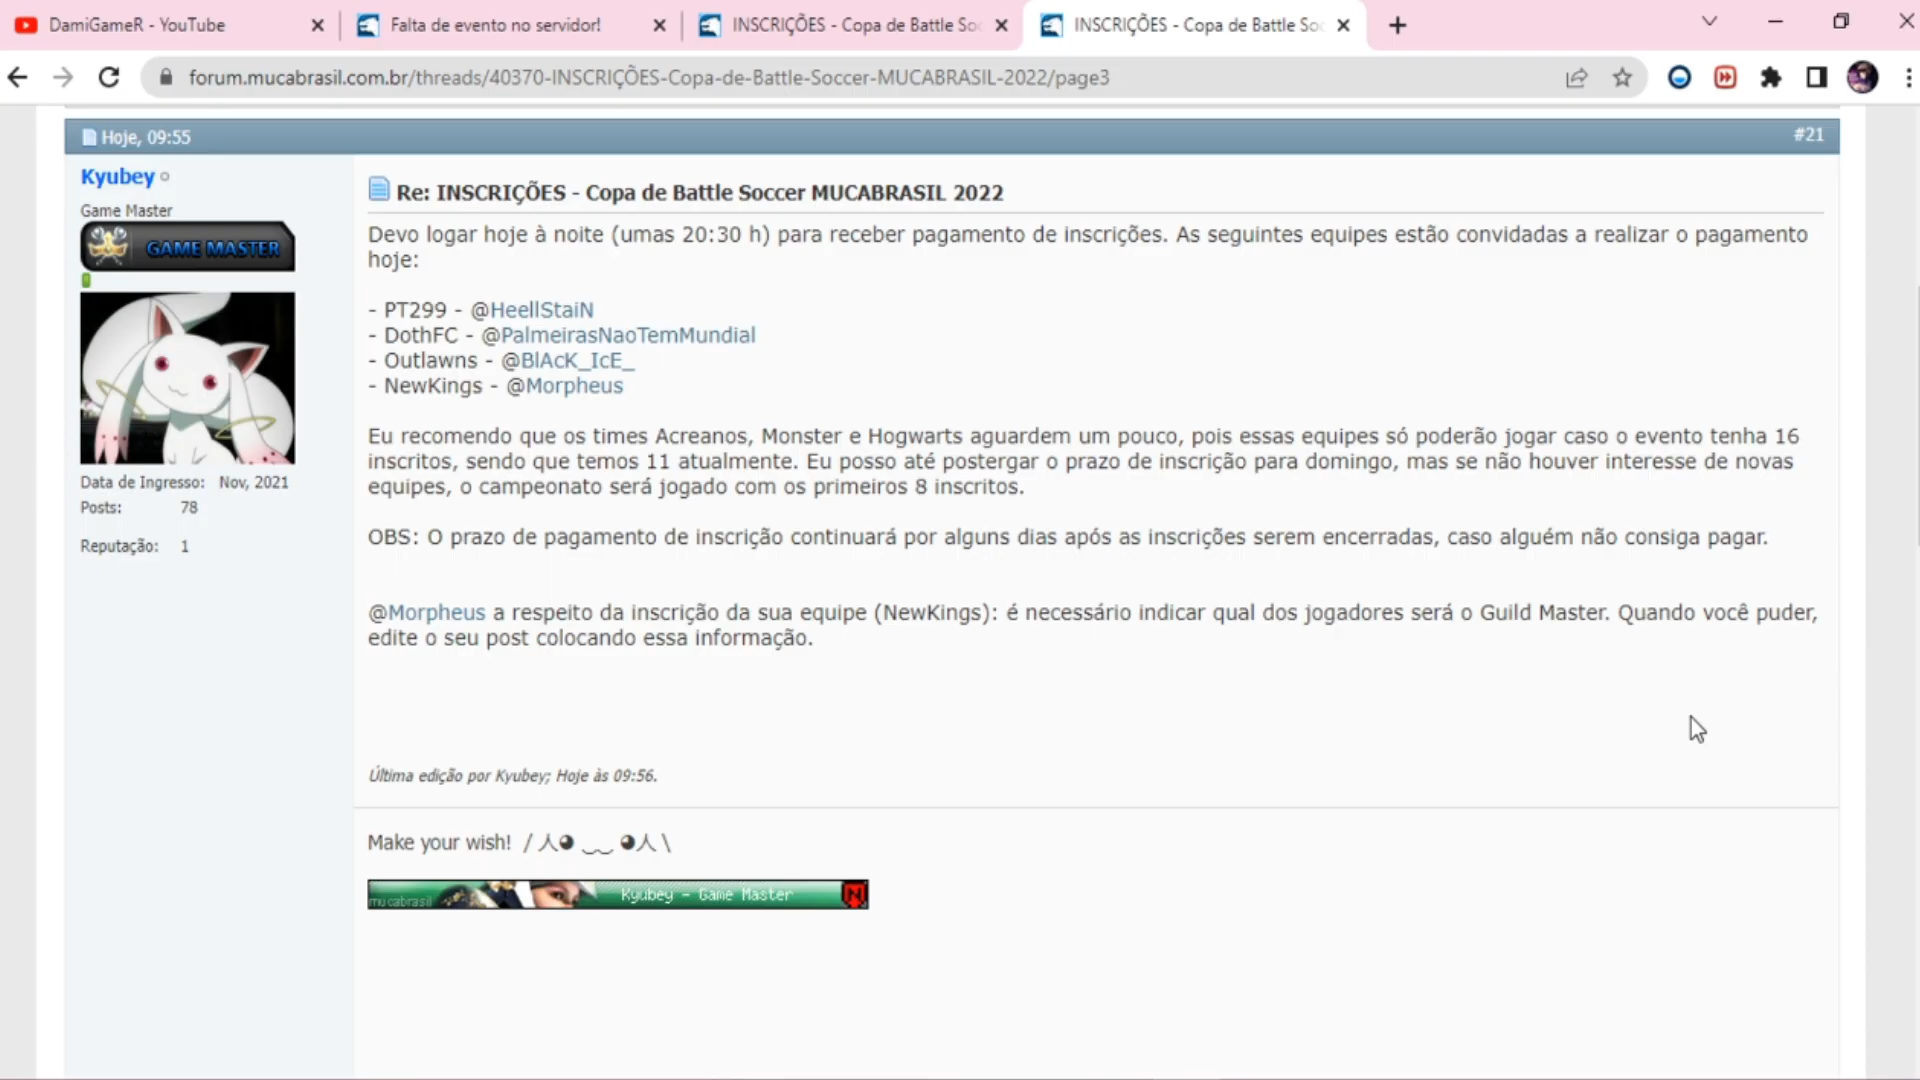 DamiGameR - YouTube
Falta de evento no servidor!
INSCRIÇÕES - Copa de Battle Soc
INSCRIÇÕES - Copa de Battle Soc
forum.mucabrasil.com.br/threads/40370-INSCRIÇÕES-Copa-de-Battle-Soccer-MUCABRASIL-2022/page3
Hoje, 09:55
#21
Kyubey
Game Master
GAME MASTER
Data de Ingresso: Nov, 2021
Posts: 78
Reputação: 1
Re: INSCRIÇÕES - Copa de Battle Soccer MUCABRASIL 2022
Devo logar hoje à noite (umas 20:30 h) para receber pagamento de inscrições. As seguintes equipes estão convidadas a realizar o pagamento
hoje:
- PT299 - @HeellStaiN
- DothFC - @PalmeirasNaoTemMundial
- Outlawns - @BlAcK_IcE_
- NewKings - @Morpheus
Eu recomendo que os times Acreanos, Monster e Hogwarts aguardem um pouco, pois essas equipes só poderão jogar caso o evento tenha 16
inscritos, sendo que temos 11 atualmente. Eu posso até postergar o prazo de inscrição para domingo, mas se não houver interesse de novas
equipes, o campeonato será jogado com os primeiros 8 inscritos.
OBS: O prazo de pagamento de inscrição continuará por alguns dias após as inscrições serem encerradas, caso alguém não consiga pagar.
@Morpheus a respeito da inscrição da sua equipe (NewKings): é necessário indicar qual dos jogadores será o Guild Master. Quando você puder,
edite o seu post colocando essa informação.
Última edição por Kyubey; Hoje às 09:56.
Make your wish! /人◕ ‿‿ ◕人\
mucabrasil Kyubey - Game Master